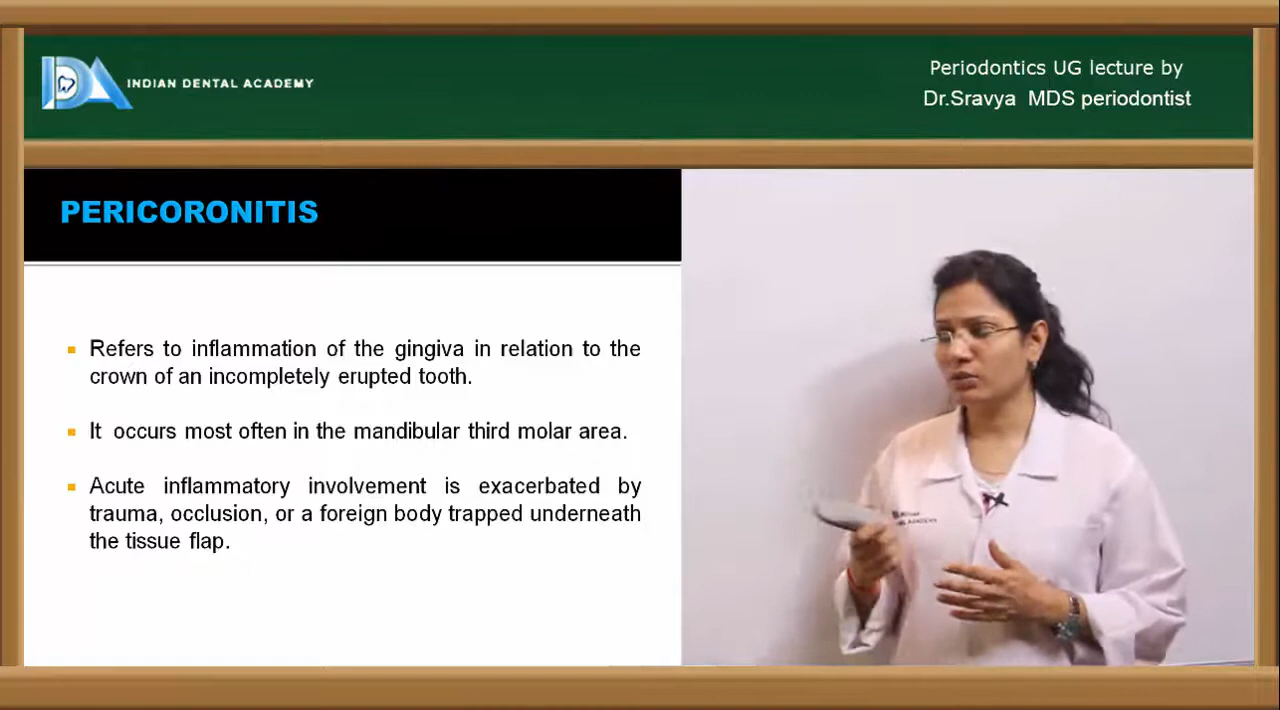 INDIAN DENTAL ACADEMY
Periodontics UG lecture by
Dr.Sravya MDS periodontist
PERICORONITIS
Refers to inflammation of the gingiva in relation to the
crown of an incompletely erupted tooth.
It occurs most often in the mandibular third molar area.
Acute inflammatory involvement is exacerbated by
trauma, occlusion, or a foreign body trapped underneath
the tissue flap.